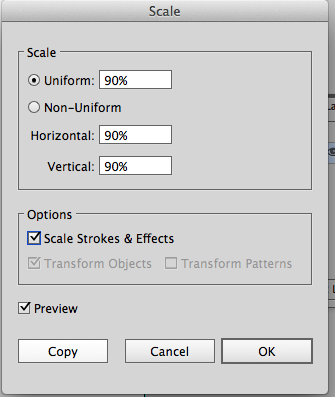 Scale
Scale
Uniform: 90%
Non-Uniform
Horizontal: 90%
Vertical: 90%
Options
Scale Strokes & Effects
Transform Objects Transform Patterns
Preview
Copy Cancel OK